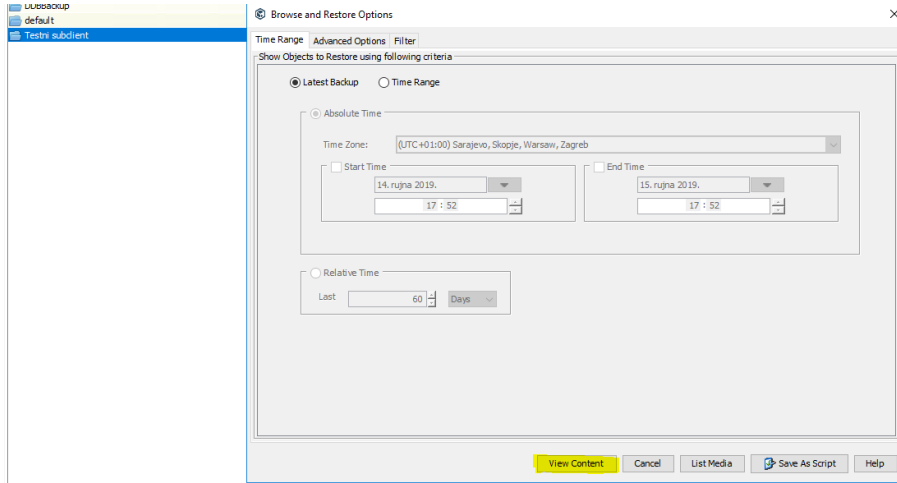 DDBBackup
default
Testni subclient
Browse and Restore Options
Time Range Advanced Options Filter
Show Objects to Restore using following criteria
Latest Backup Time Range
Absolute Time
Time Zone: (UTC+01:00) Sarajevo, Skopje, Warsaw, Zagreb
Start Time End Time
14. rujna 2019. 15. rujna 2019.
17 : 52 17 : 52
Relative Time
Last 60 Days
View Content Cancel List Media Save As Script Help